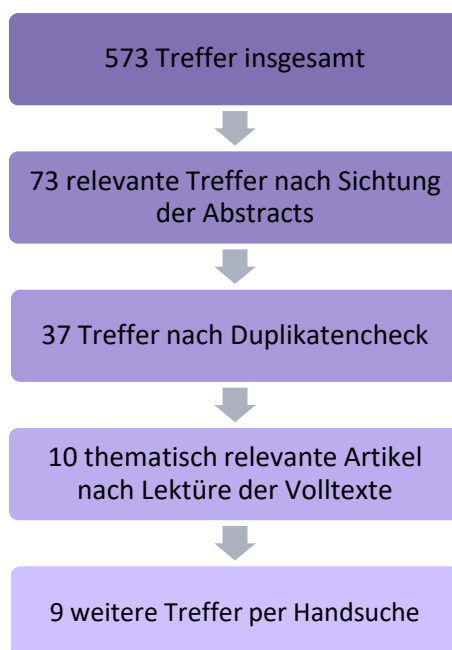 573 Treffer insgesamt
73 relevante Treffer nach Sichtung
der Abstracts
37 Treffer nach Duplikatencheck
10 thematisch relevante Artikel
nach Lektüre der Volltexte
9 weitere Treffer per Handsuche